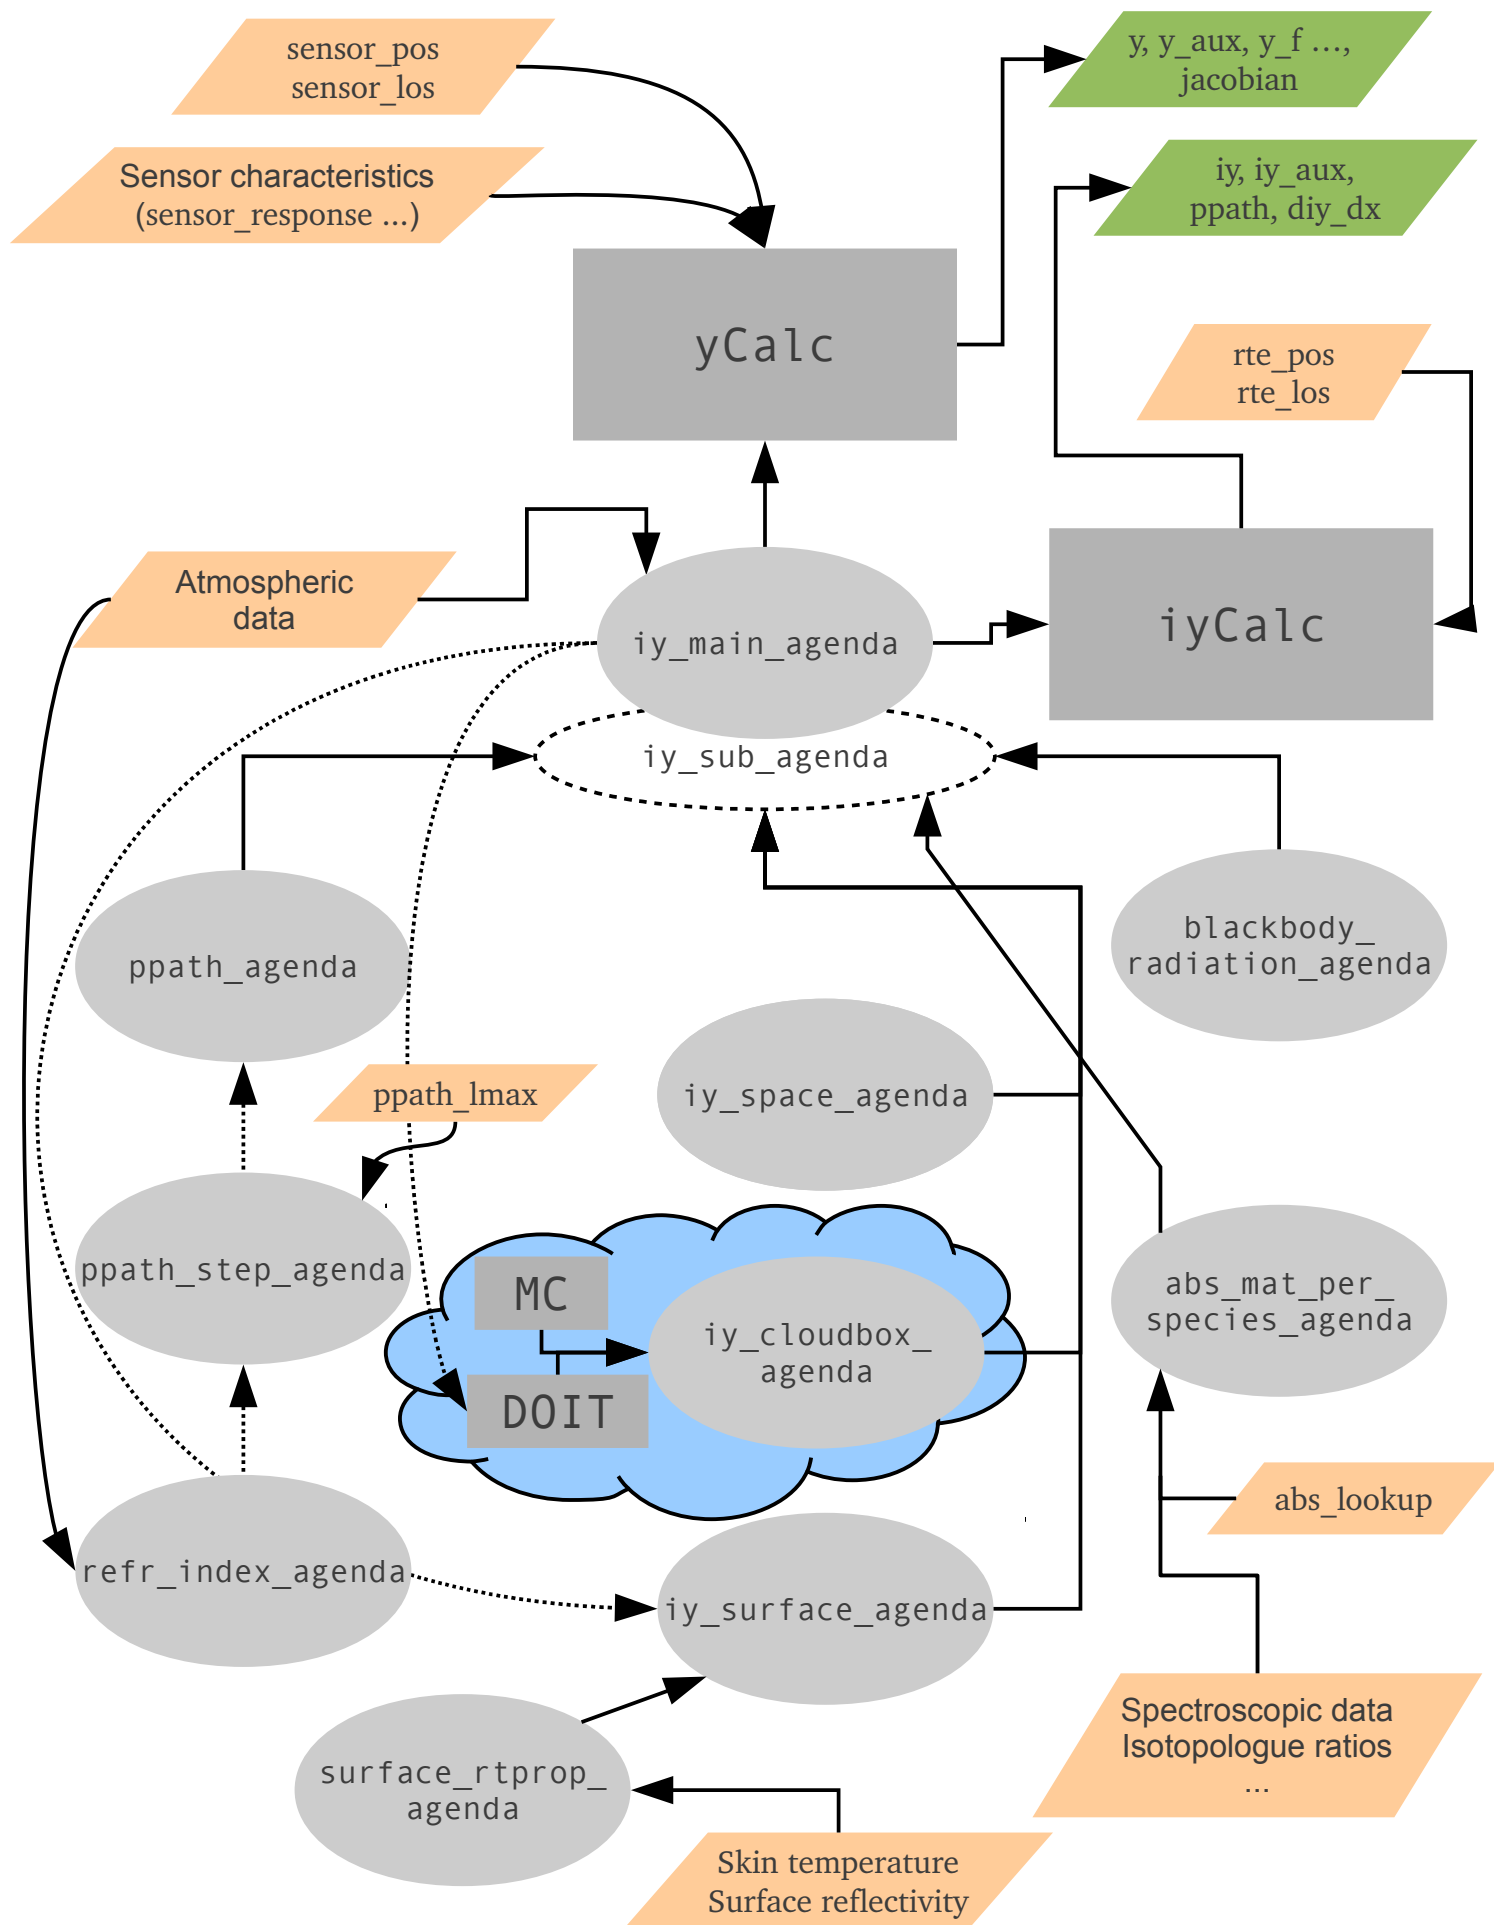 sensor_pos
sensor_los
y, y_aux, y_f ...,
jacobian
Sensor characteristics
(sensor_response ...)
iy, iy_aux,
ppath, diy_dx
yCalc
rte_pos
rte_los
Atmospheric
data
iy_main_agenda
iyCalc
iy_sub_agenda
ppath_agenda
blackbody_
radiation_agenda
ppath_lmax
iy_space_agenda
ppath_step_agenda
MC
iy_cloudbox_
agenda
DOIT
abs_mat_per_
species_agenda
abs_lookup
refr_index_agenda
iy_surface_agenda
Spectroscopic data
Isotopologue ratios
...
surface_rtprop_
agenda
Skin temperature
Surface reflectivity